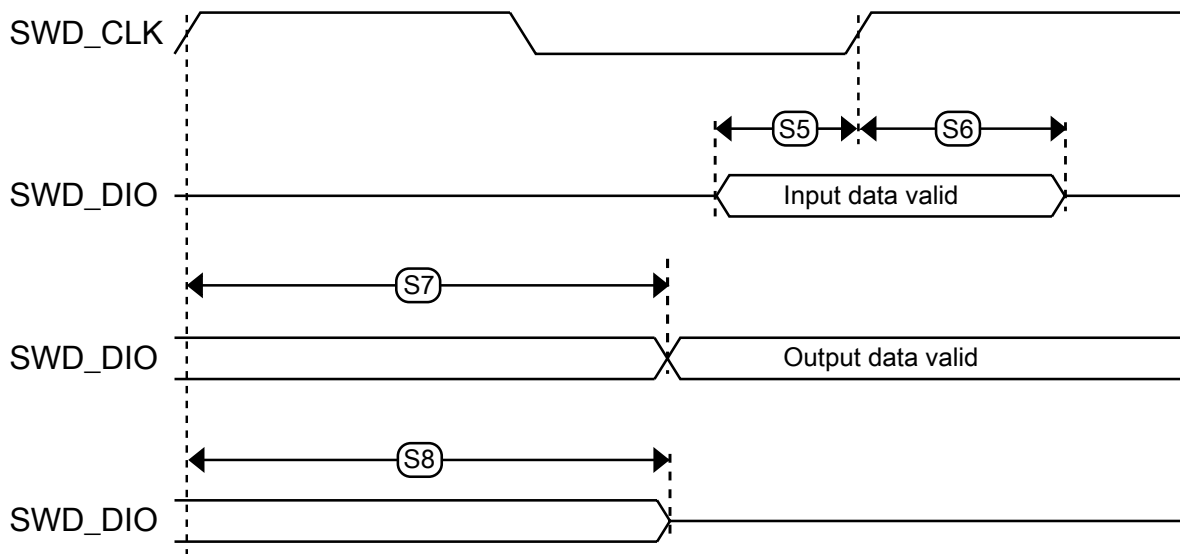 SWD_CLK
S5
S6
SWD_DIO
Input data valid
S7
SWD_DIO
Output data valid
S8
SWD_DIO